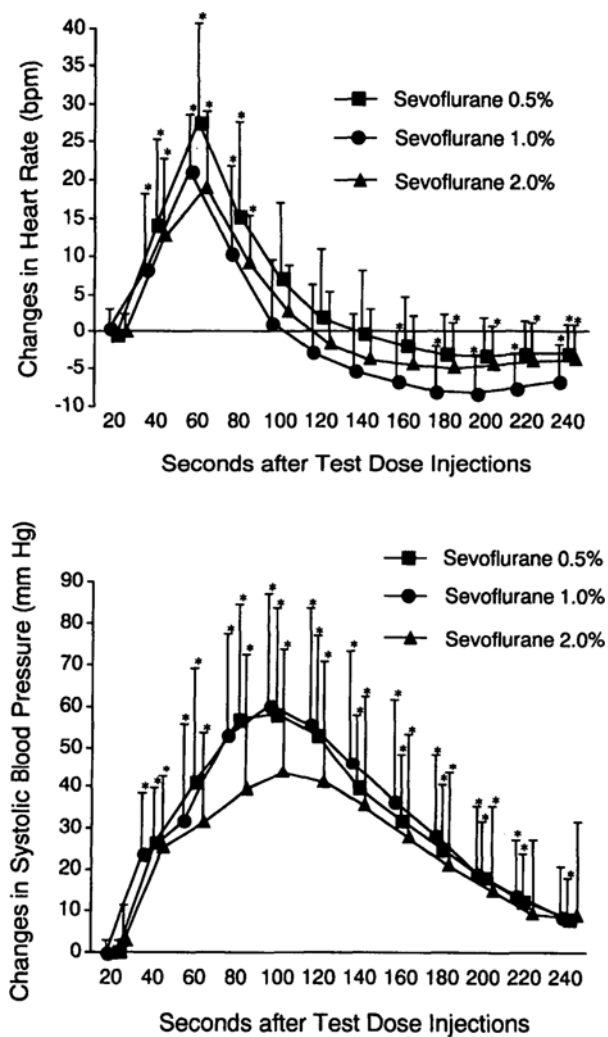 Changes in Heart Rate (bpm)
40
35
30
25
20
15
10
5
0
-5
-10
Sevoflurane 0.5%
Sevoflurane 1.0%
Sevoflurane 2.0%
20 40 60 80 100 120 140 160 180 200 220 240
Seconds after Test Dose Injections
Changes in Systolic Blood Pressure (mm Hg)
90
80
70
60
50
40
30
20
10
0
Sevoflurane 0.5%
Sevoflurane 1.0%
Sevoflurane 2.0%
20 40 60 80 100 120 140 160 180 200 220 240
Seconds after Test Dose Injections